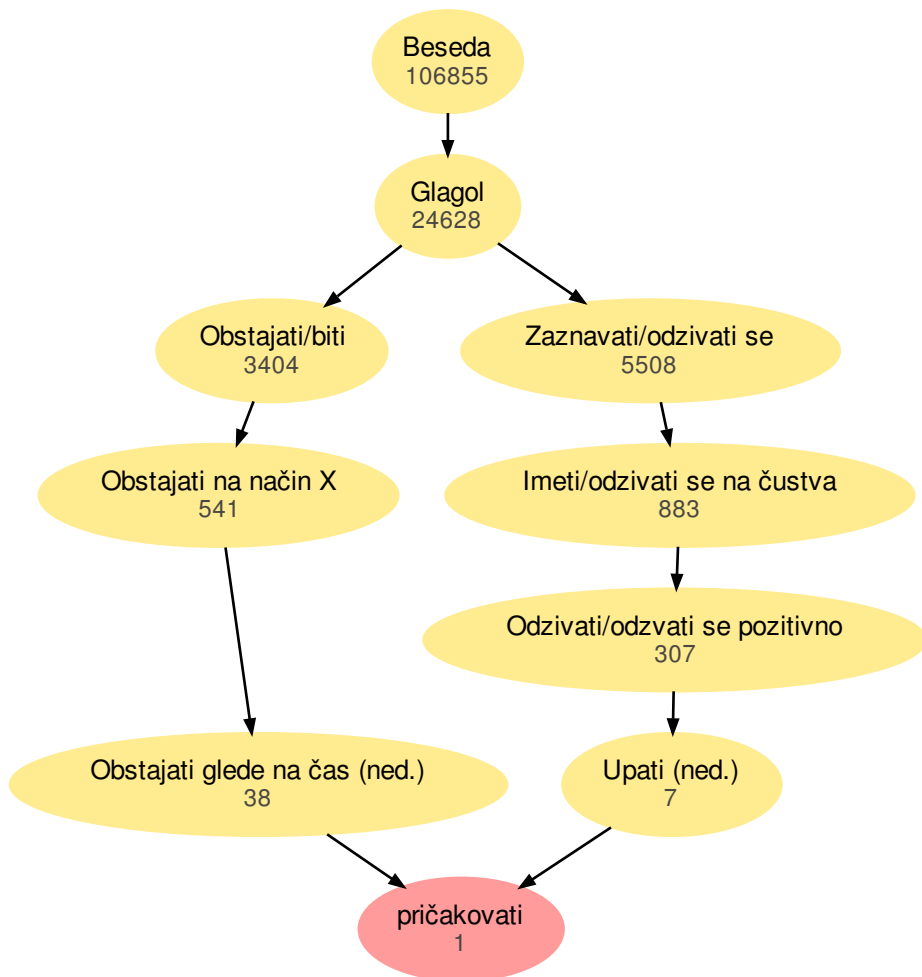 Beseda
106855
Glagol
24628
Obstajati/biti
3404
Zaznavati/odzivati se
5508
Obstajati na način X
541
Imeti/odzivati se na čustva
883
Odzivati/odzvati se pozitivno
307
Obstajati glede na čas (ned.)
38
Upati (ned.)
7
pričakovati
1